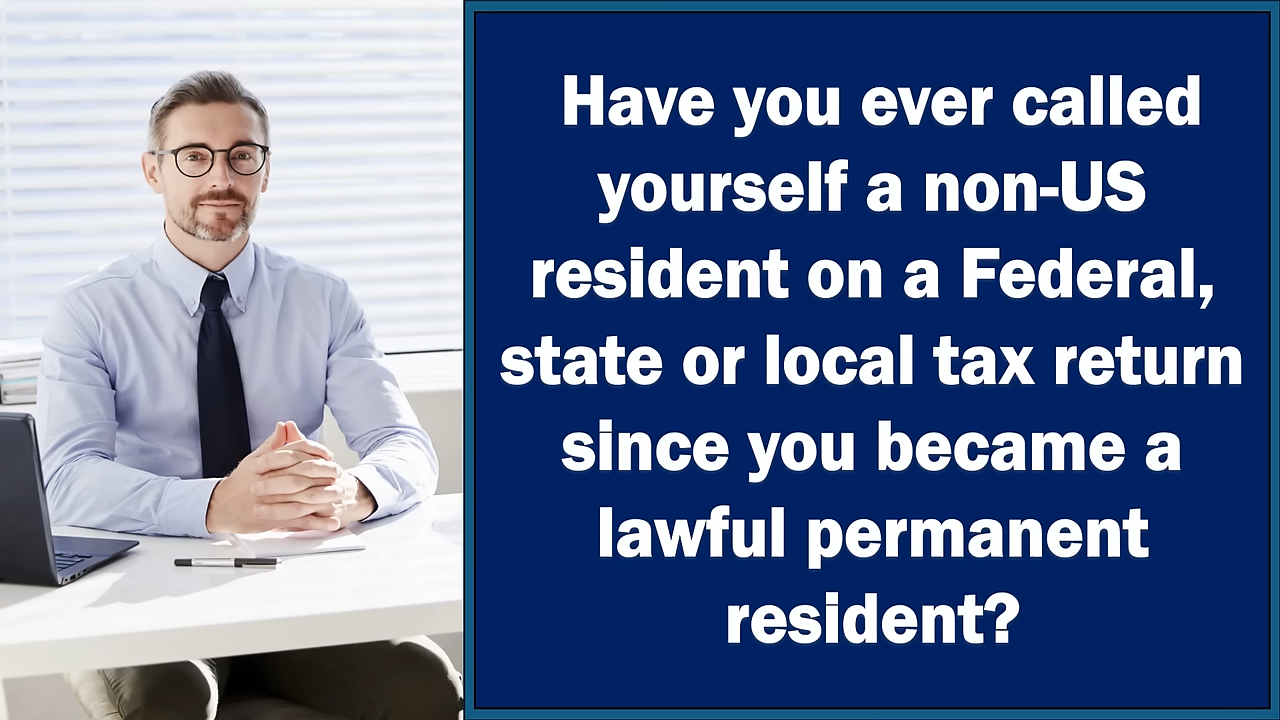 Have you ever called
yourself a non-US
resident on a Federal,
state or local tax return
since you became a
lawful permanent
resident?